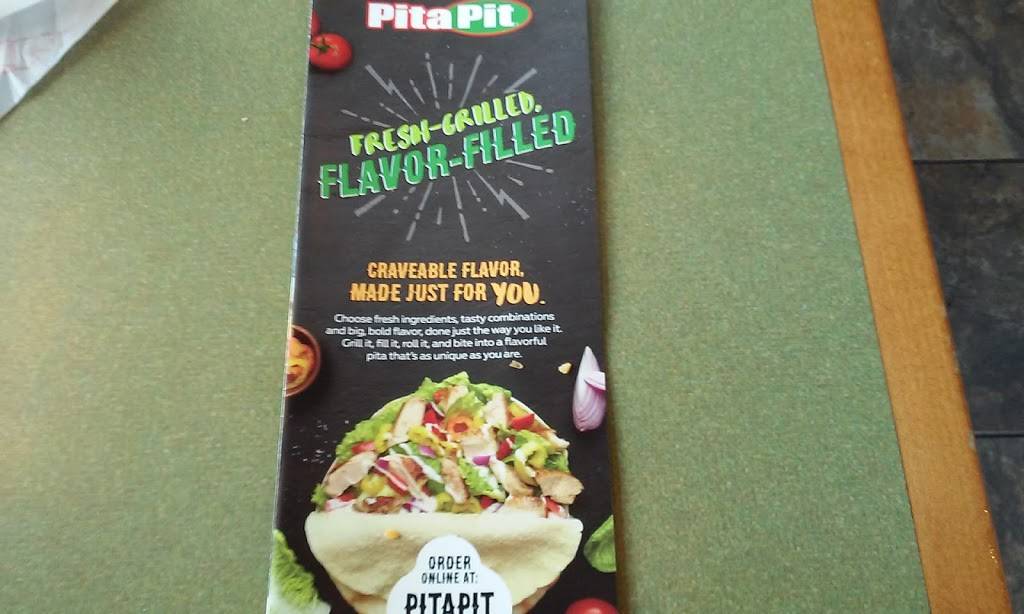 Pita Pit
FRESH-GRILLED,
FLAVOR-FILLED
CRAVEABLE FLAVOR,
MADE JUST FOR YOU.
Choose fresh ingredients, tasty combinations
and big, bold flavor, done just the way you like it.
Grill it, fill it, roll it, and bite into a flavorful
pita that's as unique as you are.
ORDER
ONLINE AT:
PITAPIT